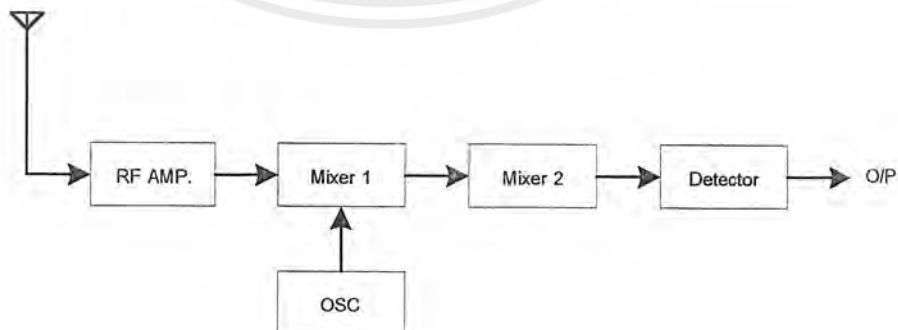 RF AMP.
Mixer 1
Mixer 2
Detector
O/P
OSC